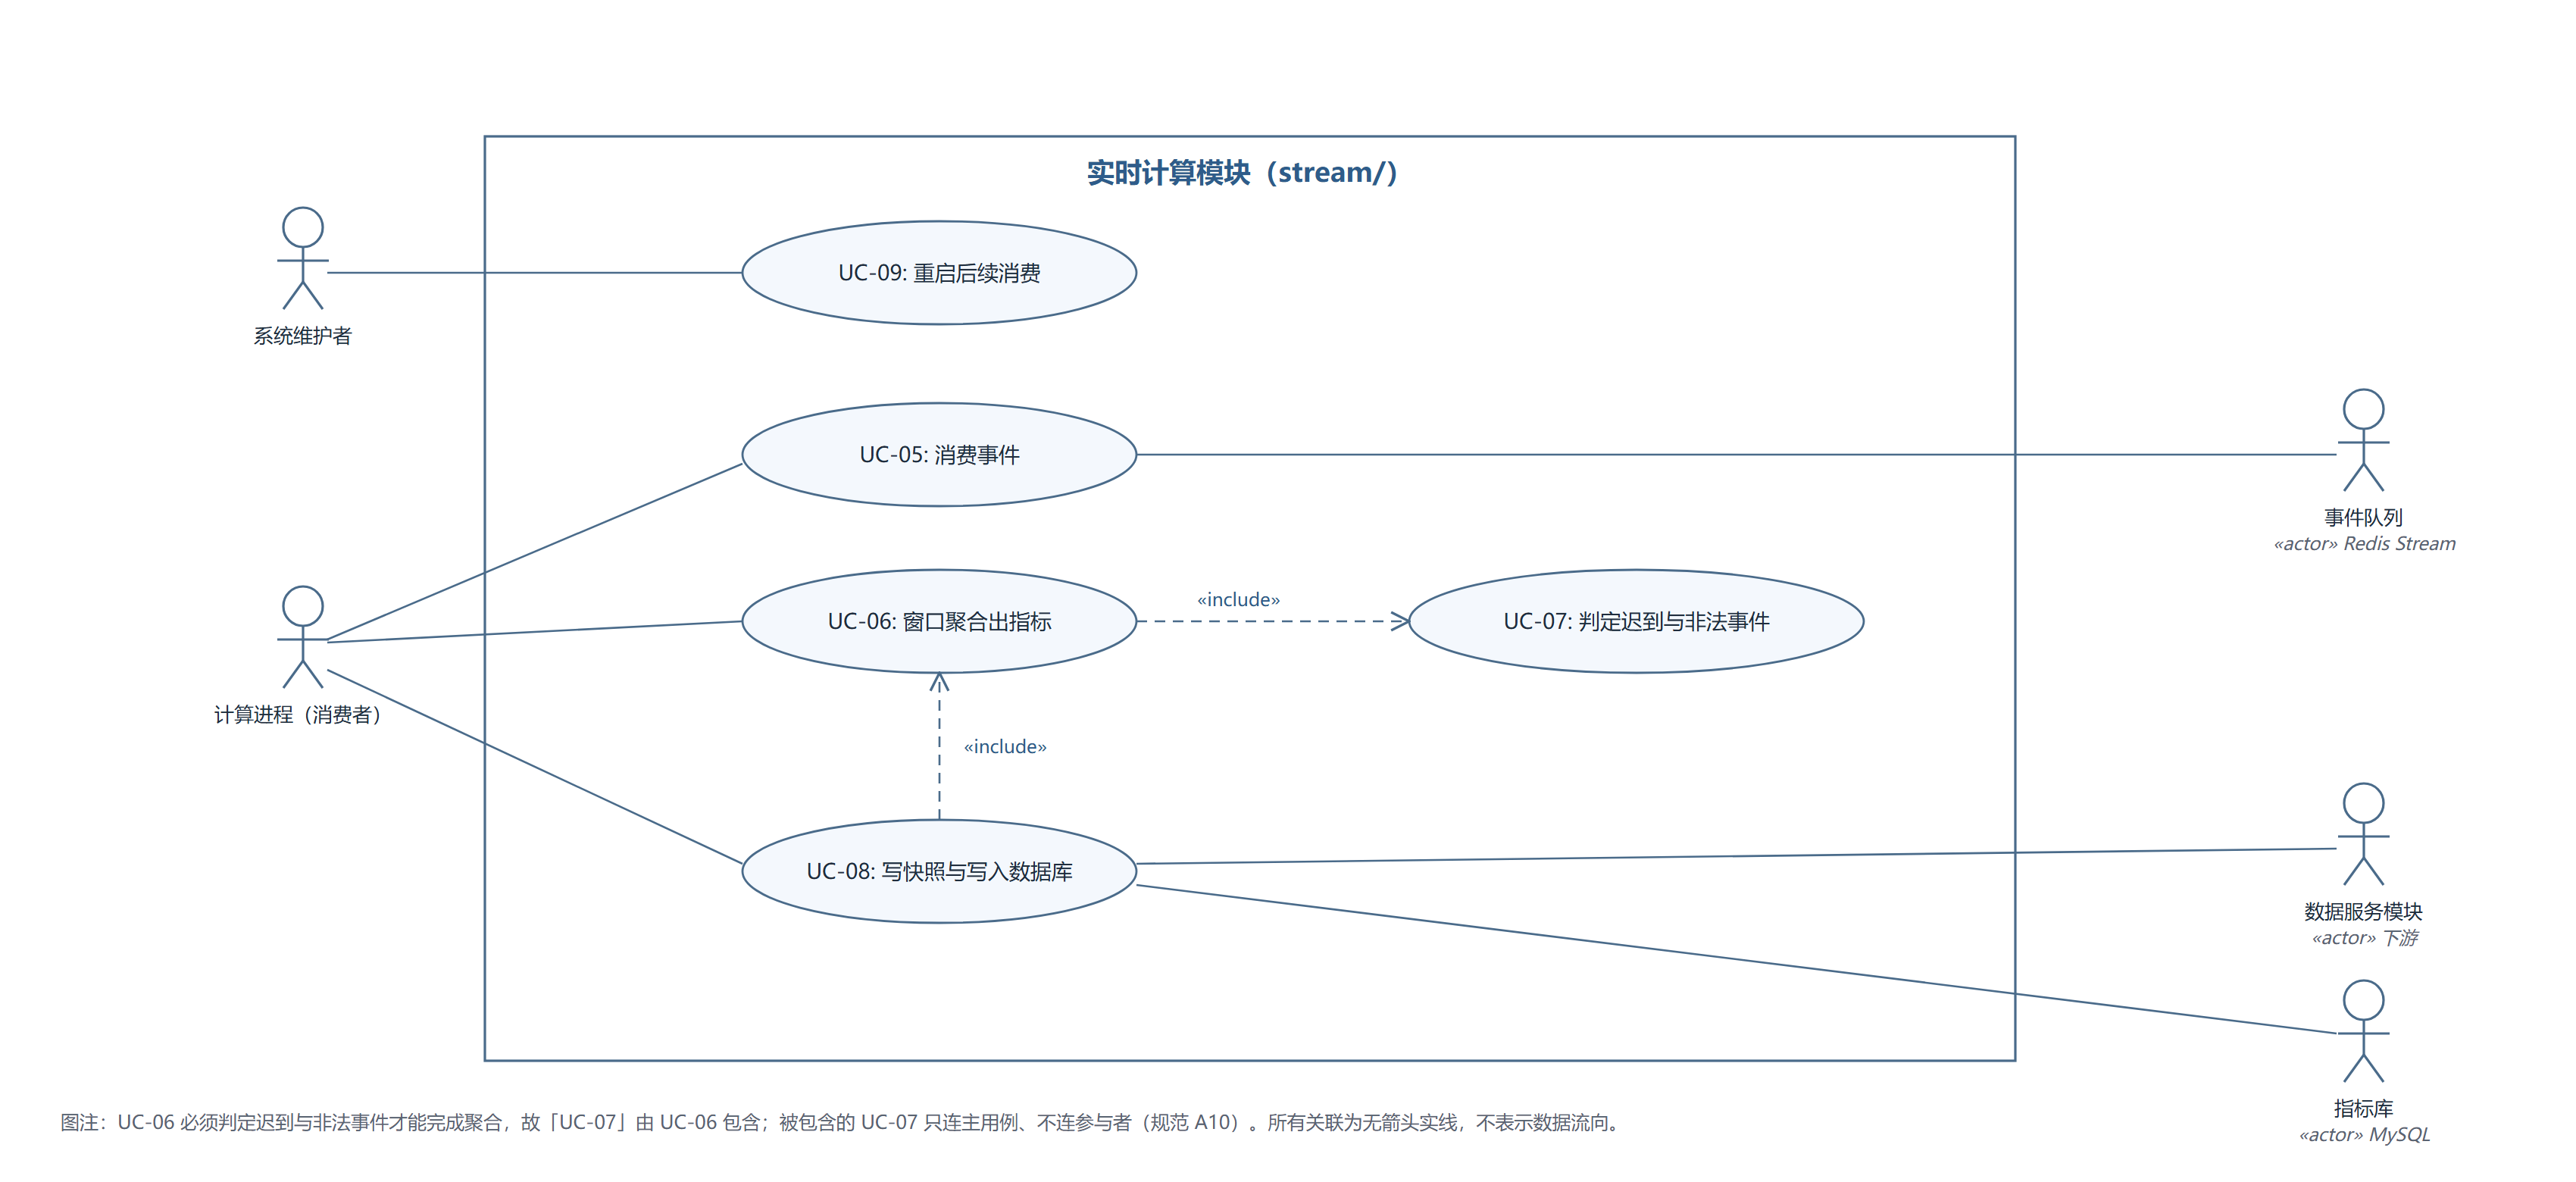 实时计算模块（stream/）
UC-09: 重启后续消费
系统维护者
UC-05: 消费事件
事件队列
«actor» Redis Stream
«include»
UC-06: 窗口聚合出指标
UC-07: 判定迟到与非法事件
计算进程（消费者）
«include»
UC-08: 写快照与写入数据库
数据服务模块
«actor» 下游
指标库
«actor» MySQL
图注：UC-06 必须判定迟到与非法事件才能完成聚合，故「UC-07」由 UC-06 包含；被包含的 UC-07 只连主用例、不连参与者（规范 A10）。所有关联为无箭头实线，不表示数据流向。